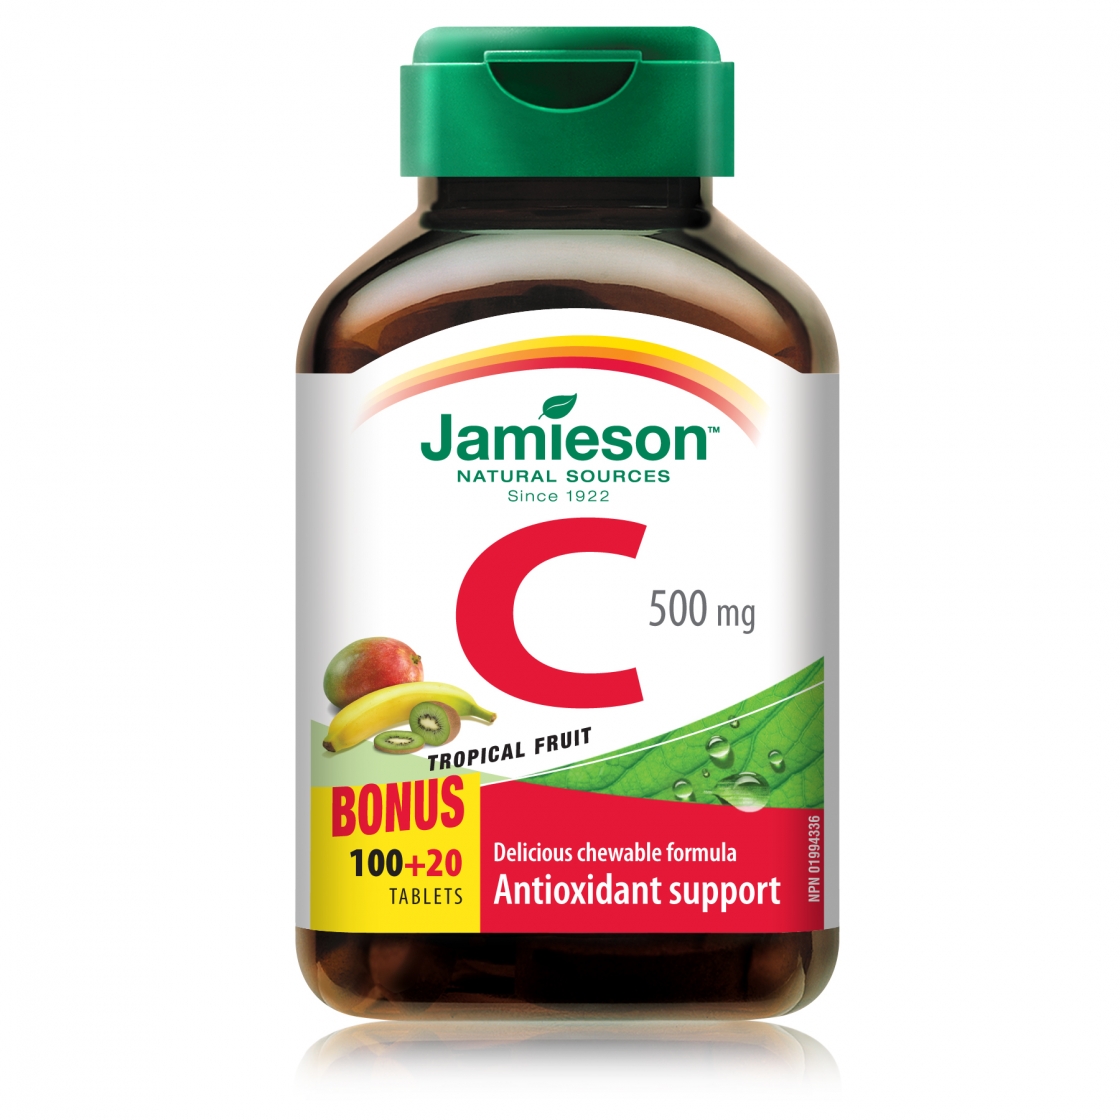 Jamieson™
NATURAL SOURCES
Since 1922
C
500 mg
TROPICAL FRUIT
BONUS
100+20
TABLETS
Delicious chewable formula
Antioxidant support
NPN 01994336